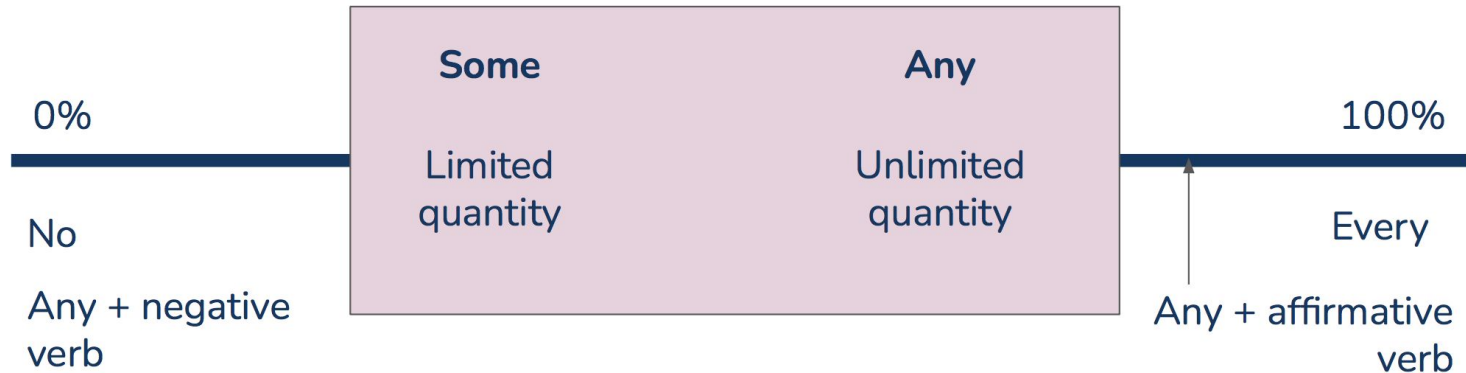 Some
Any
0%
100%
Limited
quantity
Unlimited
quantity
No
Every
Any + negative
verb
Any + affirmative
verb